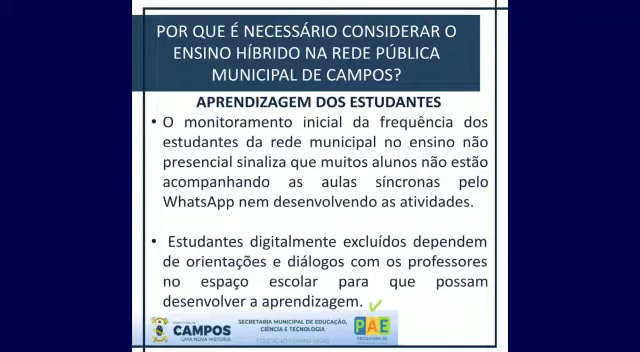 POR QUE É NECESSÁRIO CONSIDERAR O
ENSINO HÍBRIDO NA REDE PÚBLICA
MUNICIPAL DE CAMPOS?
APRENDIZAGEM DOS ESTUDANTES
• O monitoramento inicial da frequência dos
estudantes da rede municipal no ensino não
presencial sinaliza que muitos alunos não estão
acompanhando as aulas síncronas pelo
WhatsApp nem desenvolvendo as atividades.
• Estudantes digitalmente excluídos dependem
de orientações e diálogos com os professores
no espaço escolar para que possam
desenvolver a aprendizagem.
CAMPOS
UMA NOVA HISTÓRIA
SECRETARIA MUNICIPAL DE EDUCAÇÃO,
CIÊNCIA E TECNOLOGIA
PAE
PROGRAMA DE